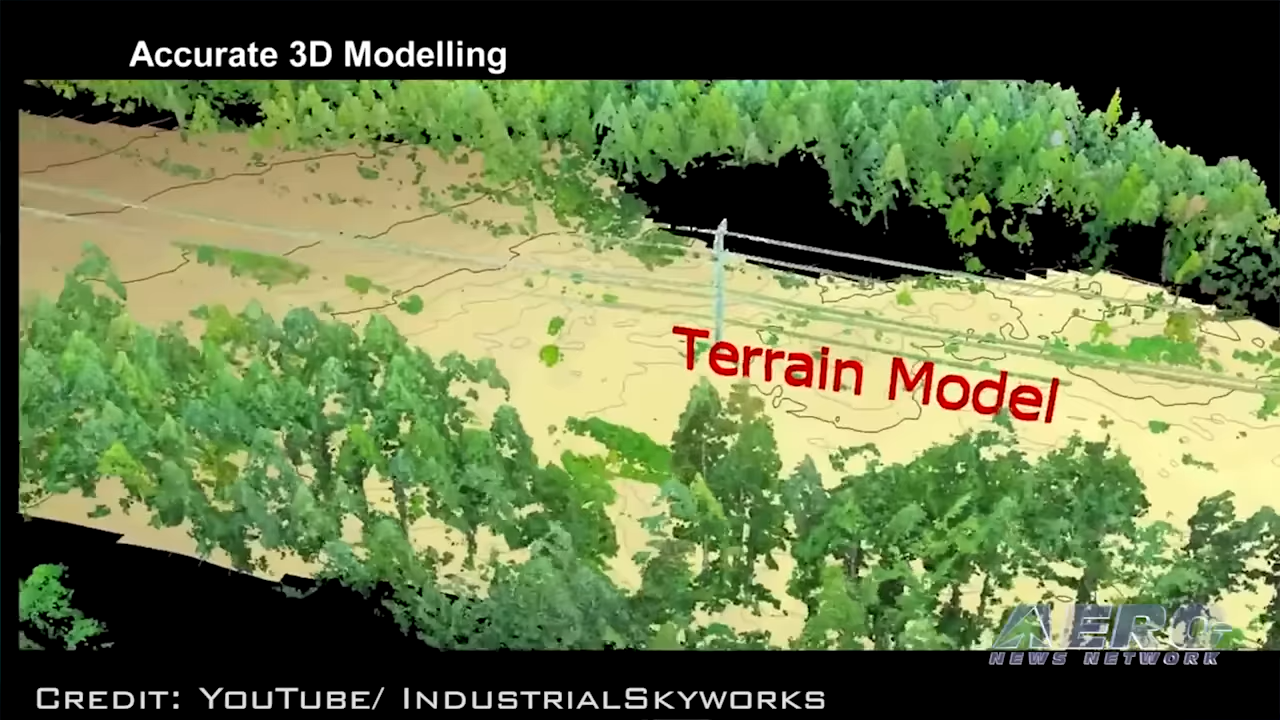 Accurate 3D Modelling
Terrain Model
AERO
NEWS NETWORK
CREDIT: YOUTUBE/ INDUSTRIALSKYWORKS